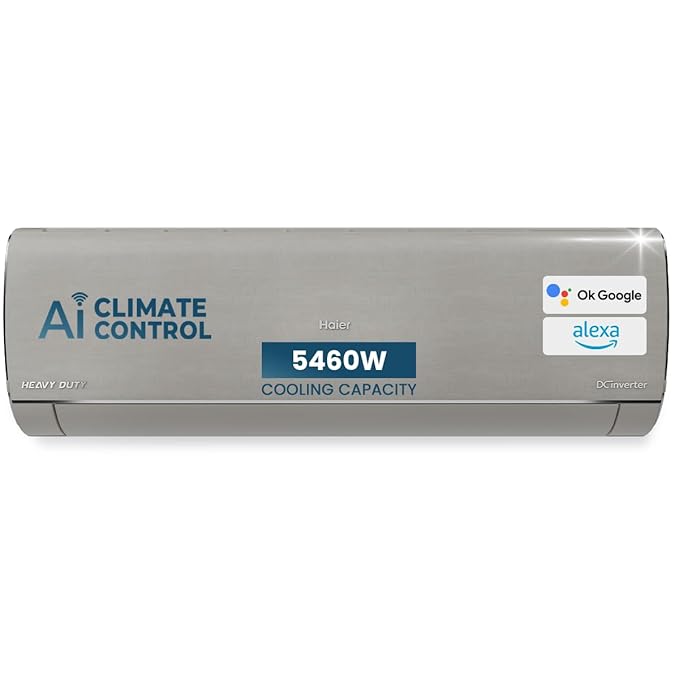 Ai CLIMATE
CONTROL
Haier
5460W
COOLING CAPACITY
Ok Google
alexa
HEAVY DUTY
DCinverter